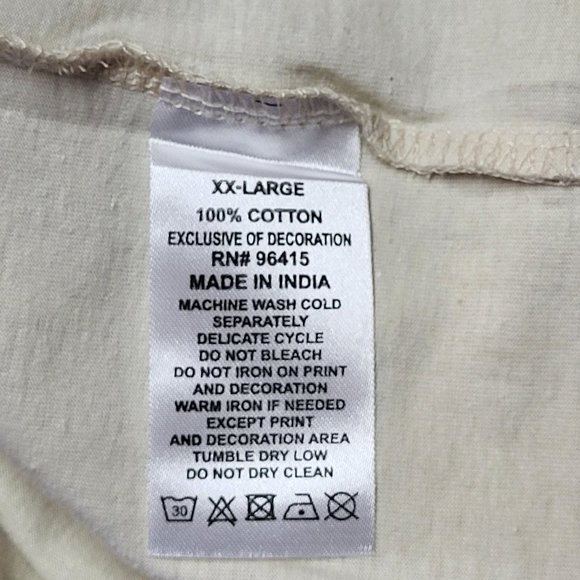 XX-LARGE
100% COTTON
EXCLUSIVE OF DECORATION
RN# 96415
MADE IN INDIA
MACHINE WASH COLD
SEPARATELY
DELICATE CYCLE
DO NOT BLEACH
DO NOT IRON ON PRINT
AND DECORATION
WARM IRON IF NEEDED
EXCEPT PRINT
AND DECORATION AREA
TUMBLE DRY LOW
DO NOT DRY CLEAN
30